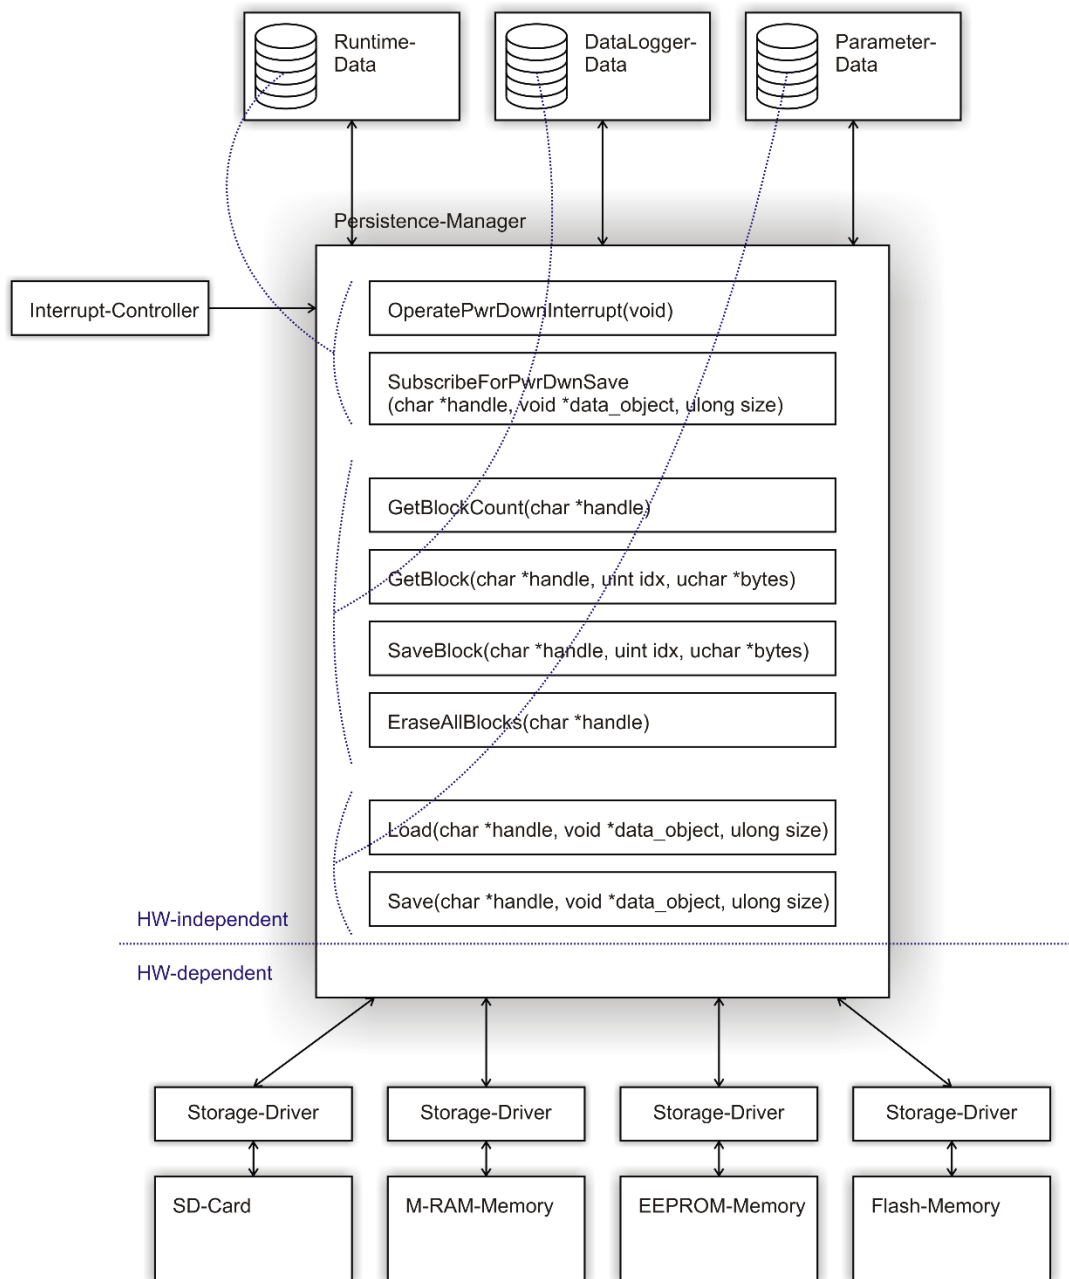 Runtime-
Data
DataLogger-
Data
Parameter-
Data
Persistence-Manager
Interrupt-Controller
OperatePwrDownInterrupt(void)
SubscribeForPwrDwnSave
(char *handle, void *data_object, ulong size)
GetBlockCount(char *handle)
GetBlock(char *handle, uint idx, uchar *bytes)
SaveBlock(char *handle, uint idx, uchar *bytes)
EraseAllBlocks(char *handle)
Load(char *handle, void *data_object, ulong size)
Save(char *handle, void *data_object, ulong size)
HW-independent
HW-dependent
Storage-Driver
Storage-Driver
Storage-Driver
Storage-Driver
SD-Card
M-RAM-Memory
EEPROM-Memory
Flash-Memory